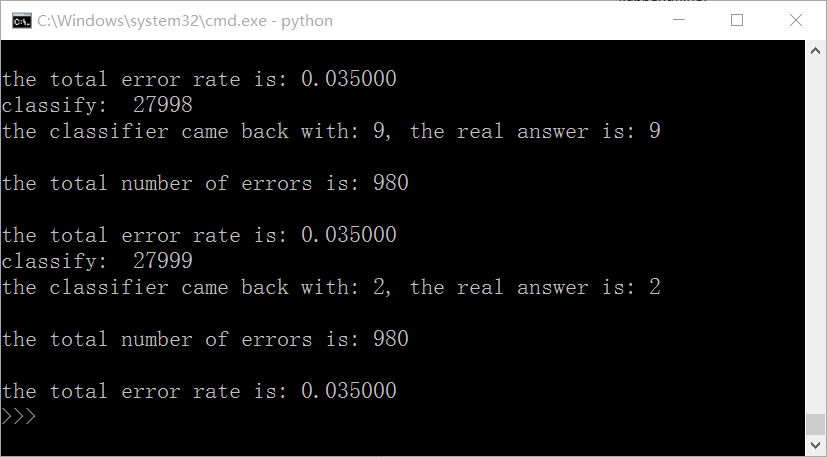 C:\Windows\system32\cmd.exe - python
the total error rate is: 0.035000
classify:  27998
the classifier came back with: 9, the real answer is: 9
the total number of errors is: 980
the total error rate is: 0.035000
classify:  27999
the classifier came back with: 2, the real answer is: 2
the total number of errors is: 980
the total error rate is: 0.035000
>>>